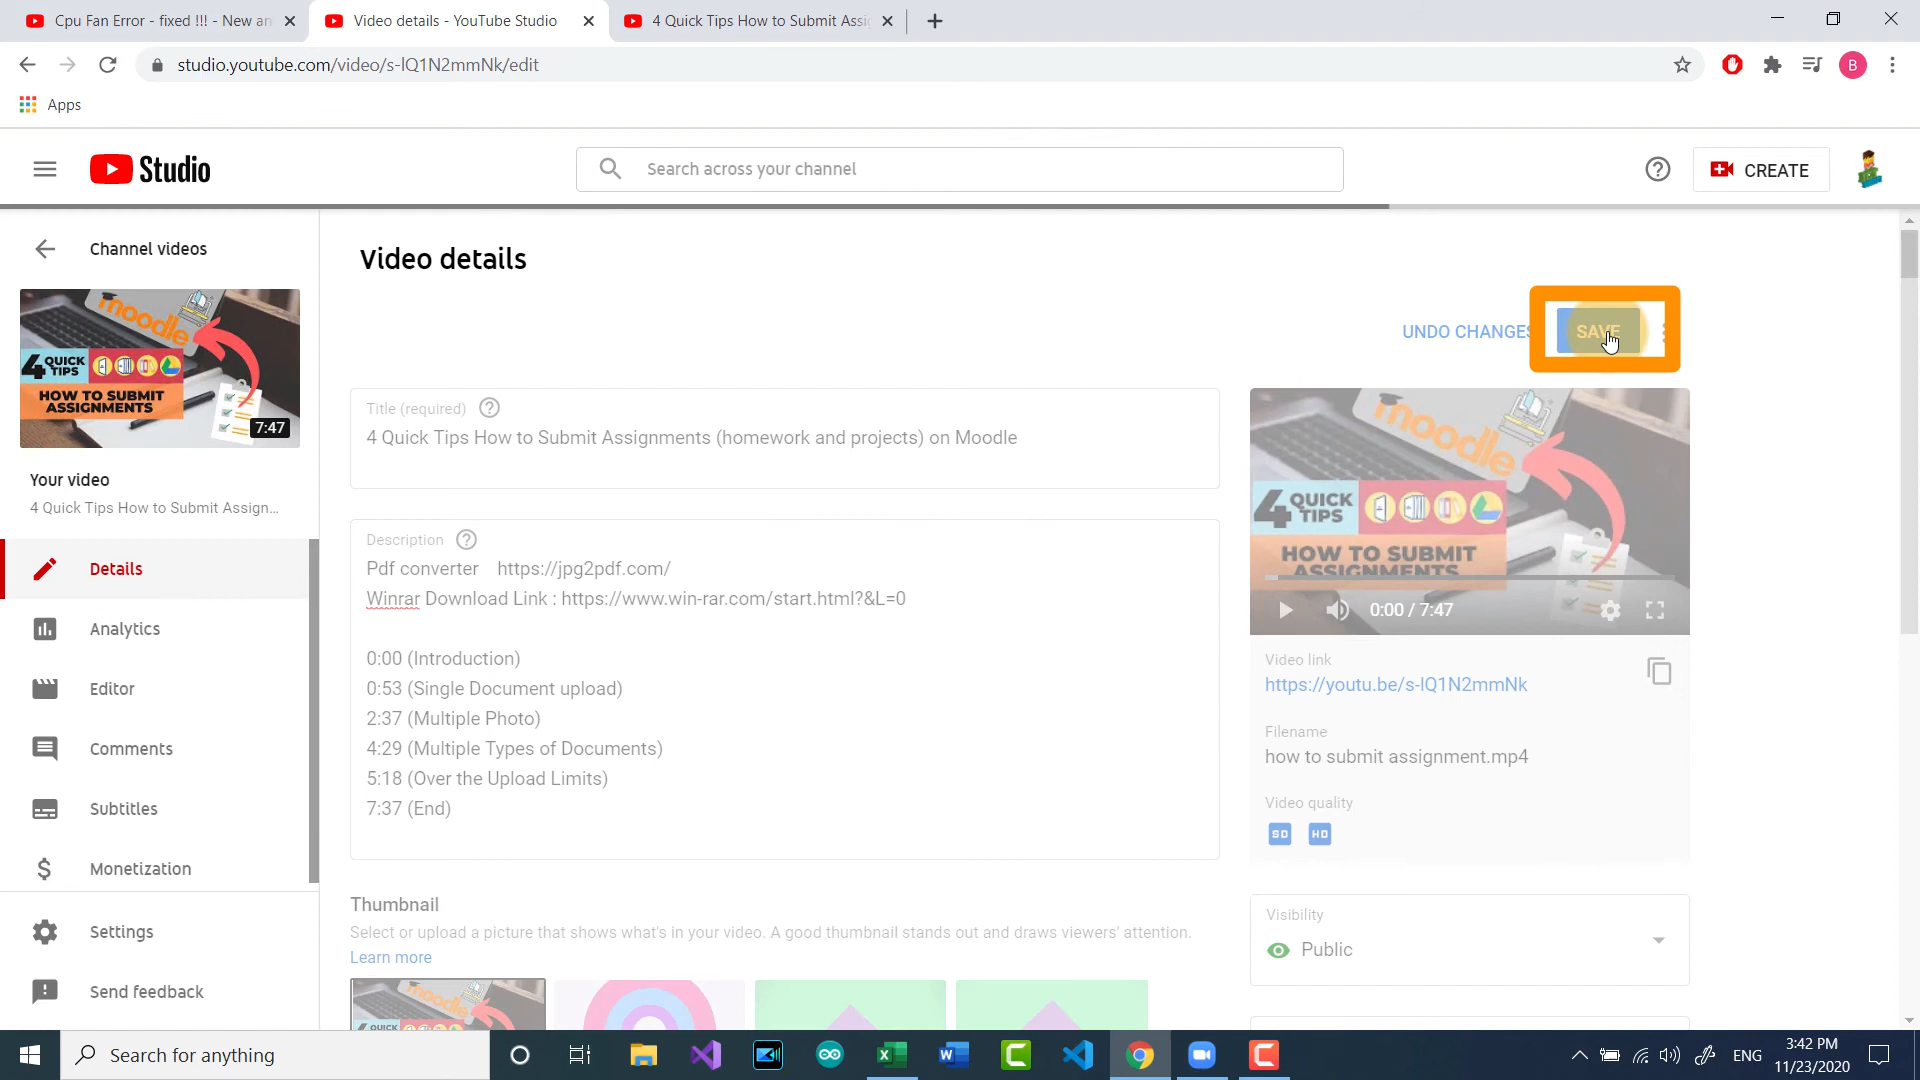 Cpu Fan Error - fixed !!! - New an
Video details - YouTube Studio
4 Quick Tips How to Submit Assi
studio.youtube.com/video/s-lQ1N2mmNk/edit
B
Apps
Studio
Search across your channel
CREATE
Channel videos
Video details
UNDO CHANGES
SAVE
moodle
4 QUICK TIPS
HOW TO SUBMIT
ASSIGNMENTS
7:47
Your video
4 Quick Tips How to Submit Assign...
Details
Analytics
Editor
Comments
Subtitles
Monetization
Settings
Send feedback
Title (required)
4 Quick Tips How to Submit Assignments (homework and projects) on Moodle
Description
Pdf converter    https://jpg2pdf.com/
Winrar Download Link : https://www.win-rar.com/start.html?&L=0
0:00 (Introduction)
0:53 (Single Document upload)
2:37 (Multiple Photo)
4:29 (Multiple Types of Documents)
5:18 (Over the Upload Limits)
7:37 (End)
Thumbnail
Select or upload a picture that shows what's in your video. A good thumbnail stands out and draws viewers' attention.
Learn more
moodle
4 QUICK
moodle
4 QUICK
TIPS
HOW TO SUBMIT
ASSIGNMENTS
0:00 / 7:47
Video link
https://youtu.be/s-lQ1N2mmNk
Filename
how to submit assignment.mp4
Video quality
SD HD
Visibility
Public
Search for anything
ENG
3:42 PM
11/23/2020